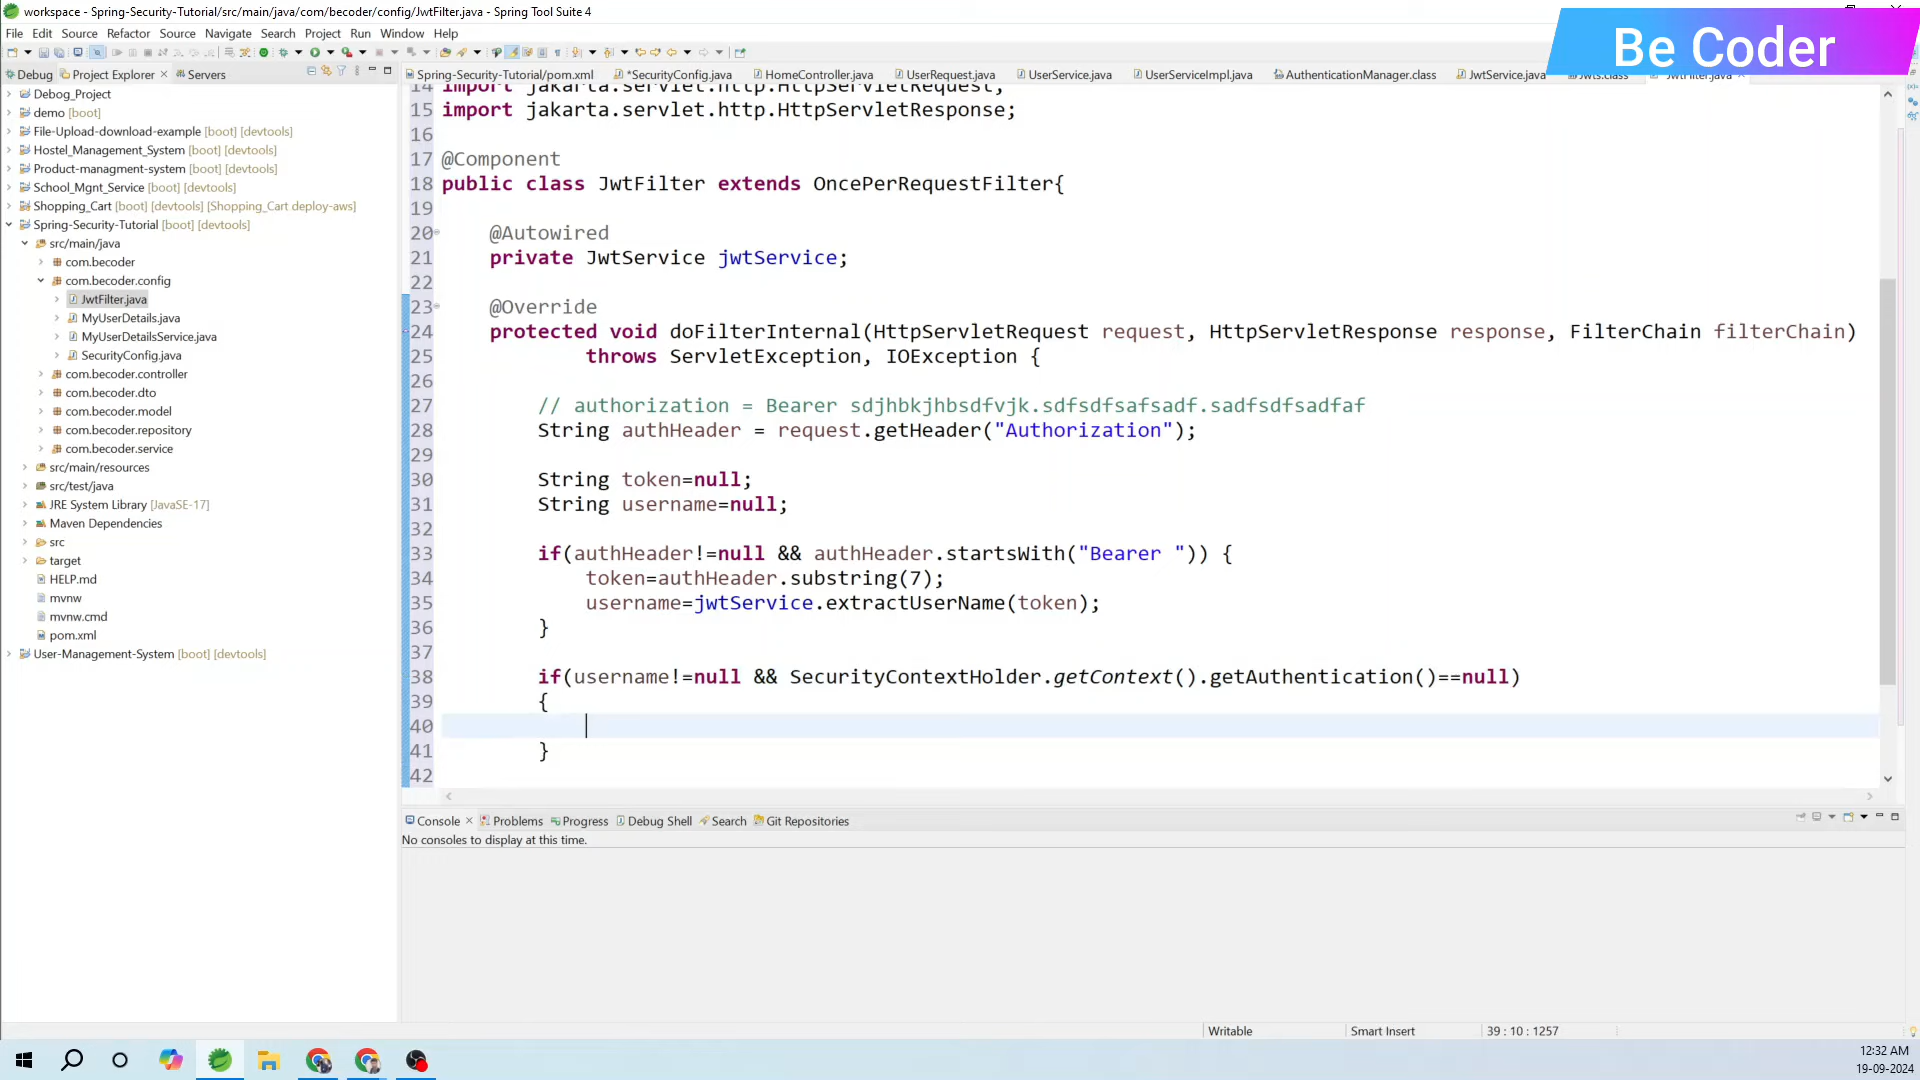 workspace - Spring-Security-Tutorial/src/main/java/com/becoder/config/JwtFilter.java - Spring Tool Suite 4
Be Coder
File Edit Source Refactor Source Navigate Search Project Run Window Help
Debug Project Explorer Servers
Spring-Security-Tutorial/pom.xml *SecurityConfig.java HomeController.java UserRequest.java UserService.java UserServiceImpl.java AuthenticationManager.class JwtService.java Jwts.class JwtFilter.java
Debog_Project
demo [boot]
File-Upload-download-example [boot] [devtools]
Hostel_Managment_System [boot] [devtools]
Product-managment-system [boot] [devtools]
School_Mgnt_Service [boot] [devtools]
Shopping_Cart [boot] [devtools] [Shopping_Cart deploy-aws]
Spring-Security-Tutorial [boot] [devtools]
src/main/java
com.becoder
com.becoder.config
JwtFilter.java
MyUserDetails.java
MyUserDetailsService.java
SecurityConfig.java
com.becoder.controller
com.becoder.dto
com.becoder.model
com.becoder.repository
com.becoder.service
src/main/resources
src/test/java
JRE System Library [JavaSE-17]
Maven Dependencies
src
target
HELP.md
mvnw
mvnw.cmd
pom.xml
User-Management-System [boot] [devtools]
14 import jakarta.servlet.http.HttpServletRequest;
15 import jakarta.servlet.http.HttpServletResponse;
16
17 @Component
18 public class JwtFilter extends OncePerRequestFilter{
19
20 @Autowired
21 private JwtService jwtService;
22
23 @Override
24 protected void doFilterInternal(HttpServletRequest request, HttpServletResponse response, FilterChain filterChain)
25 throws ServletException, IOException {
26
27 // authorization = Bearer sdjhbkjhbsdfvjk.sdfsdfsafsadf.sadfsdfsadfaf
28 String authHeader = request.getHeader("Authorization");
29
30 String token=null;
31 String username=null;
32
33 if(authHeader!=null && authHeader.startsWith("Bearer ")) {
34 token=authHeader.substring(7);
35 username=jwtService.extractUserName(token);
36 }
37
38 if(username!=null && SecurityContextHolder.getContext().getAuthentication()==null)
39 {
40
41 }
42
Console Problems Progress Debug Shell Search Git Repositories
No consoles to display at this time.
Writable Smart Insert 39 : 10 : 1257
12:32 AM
19-09-2024